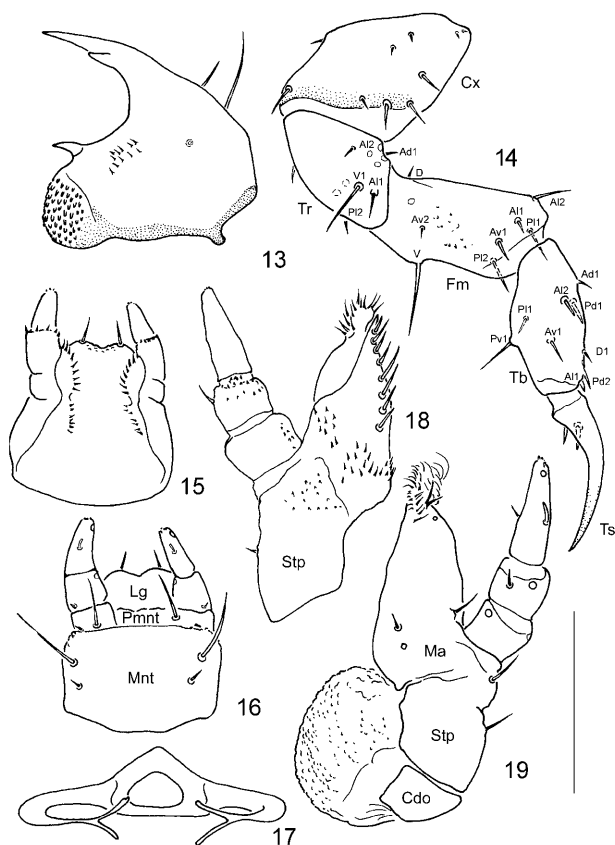 Cx
14
Al2
Ad1
D
V1
Al1
Tr
Pl2
Av2
Al1
Pl1
Al2
Av1
Pl2
V
Fm
13
Ad1
Al2
Pd1
Pl1
Av1
D1
Pv1
Al1
Pd2
Tb
Ts
18
15
Stp
Lg
Pmnt
Mnt
16
Ma
Stp
19
Cdo
17